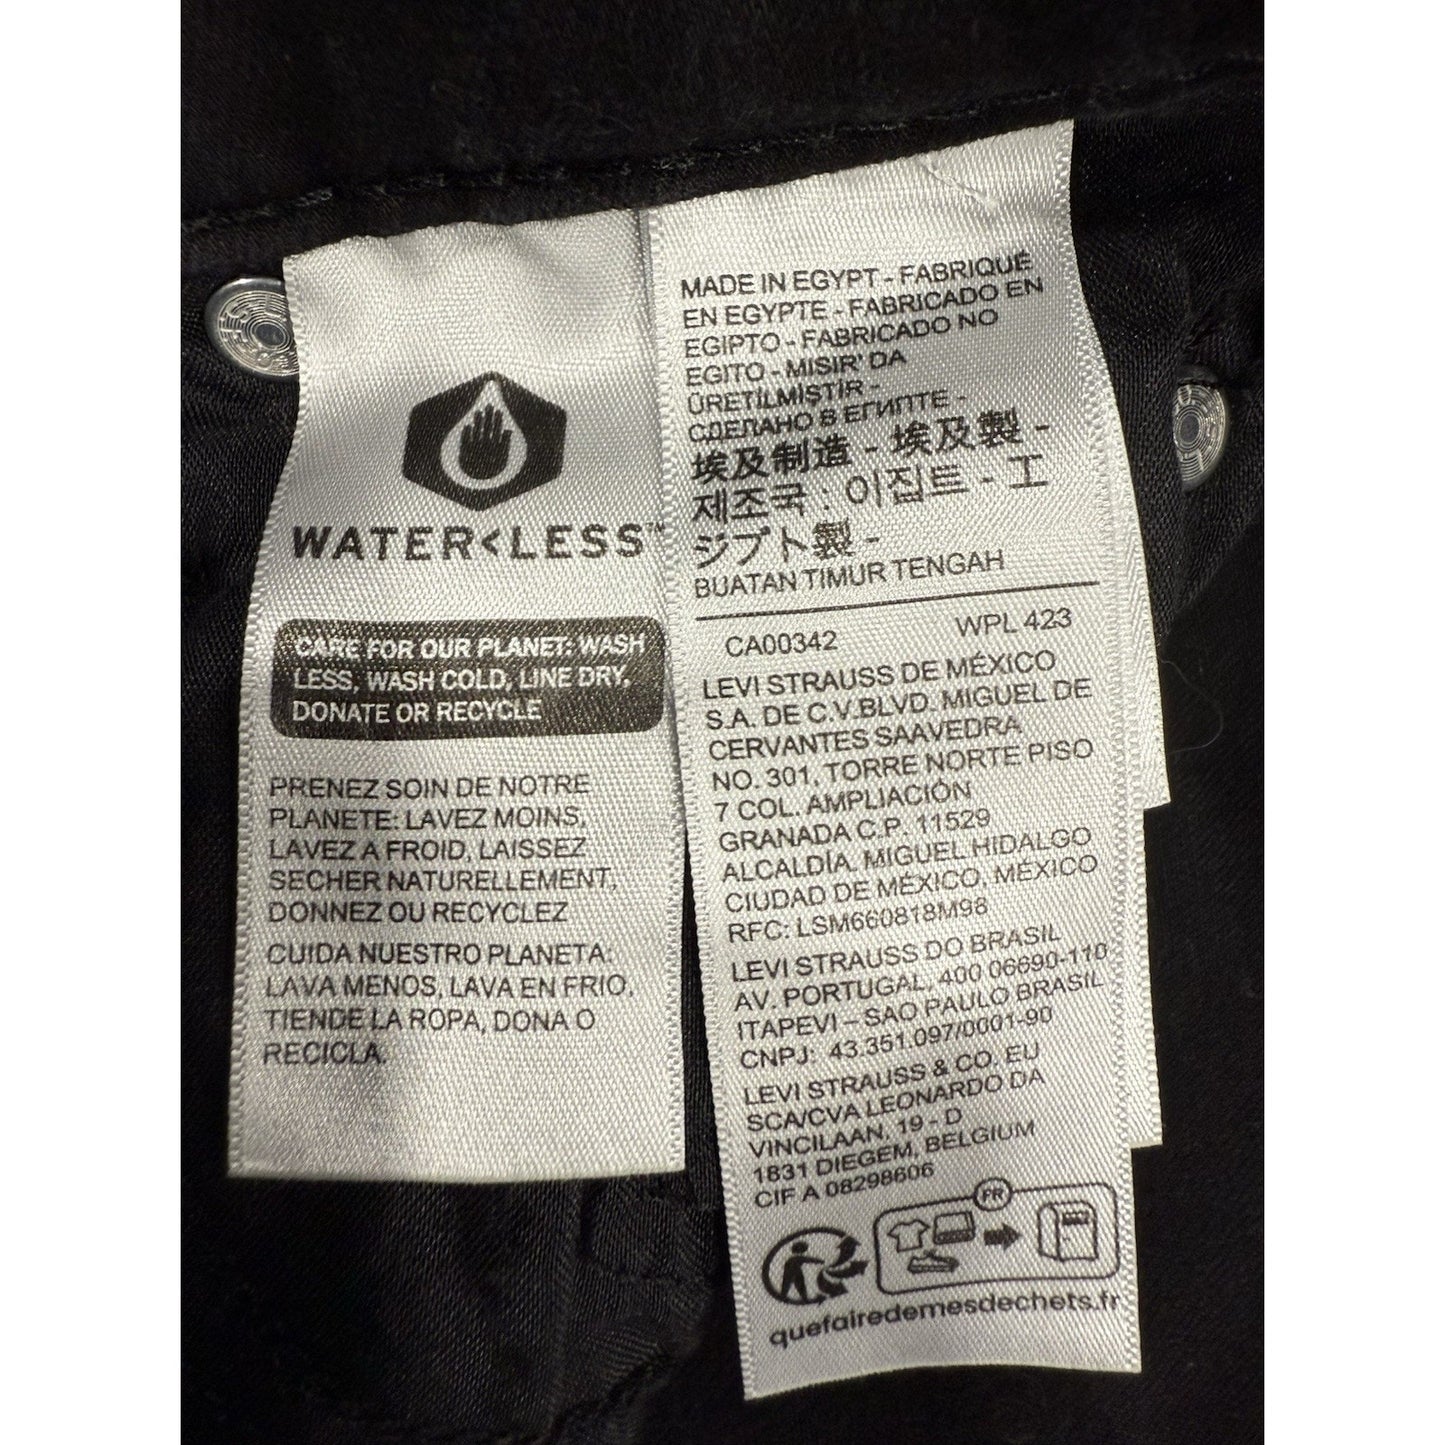 WATER<LESS™
CARE FOR OUR PLANET: WASH
LESS, WASH COLD, LINE DRY,
DONATE OR RECYCLE
PRENEZ SOIN DE NOTRE
PLANETE: LAVEZ MOINS,
LAVEZ A FROID, LAISSEZ
SECHER NATURELLEMENT,
DONNEZ OU RECYCLEZ
CUIDA NUESTRO PLANETA:
LAVA MENOS, LAVA EN FRIO,
TIENDE LA ROPA, DONA O
RECICLA.
MADE IN EGYPT - FABRIQUÉ
EN EGYPTE - FABRICADO EN
EGIPTO - FABRICADO NO
EGITO - MISIR' DA
ÜRETİLMİŞTİR -
СДЕЛАНО В ЕГИПТЕ -
埃及制造 - 埃及製 -
제조국 : 이집트 - エ
ジプト製 -
BUATAN TIMUR TENGAH
CA00342 WPL 423
LEVI STRAUSS DE MÉXICO
S.A. DE C.V.BLVD. MIGUEL DE
CERVANTES SAAVEDRA
NO. 301, TORRE NORTE PISO
7 COL. AMPLIACIÓN
GRANADA C.P. 11529
ALCALDÍA. MIGUEL HIDALGO
CIUDAD DE MÉXICO, MÉXICO
RFC: LSM660818M98
LEVI STRAUSS DO BRASIL
AV. PORTUGAL, 400 06690-110
ITAPEVI – SAO PAULO BRASIL
CNPJ: 43.351.097/0001-90
LEVI STRAUSS & CO. EU
SCA/CVA LEONARDO DA
VINCILAAN, 19 - D
1831 DIEGEM, BELGIUM
CIF A 08298606
FR
quefairedemesdechets.fr